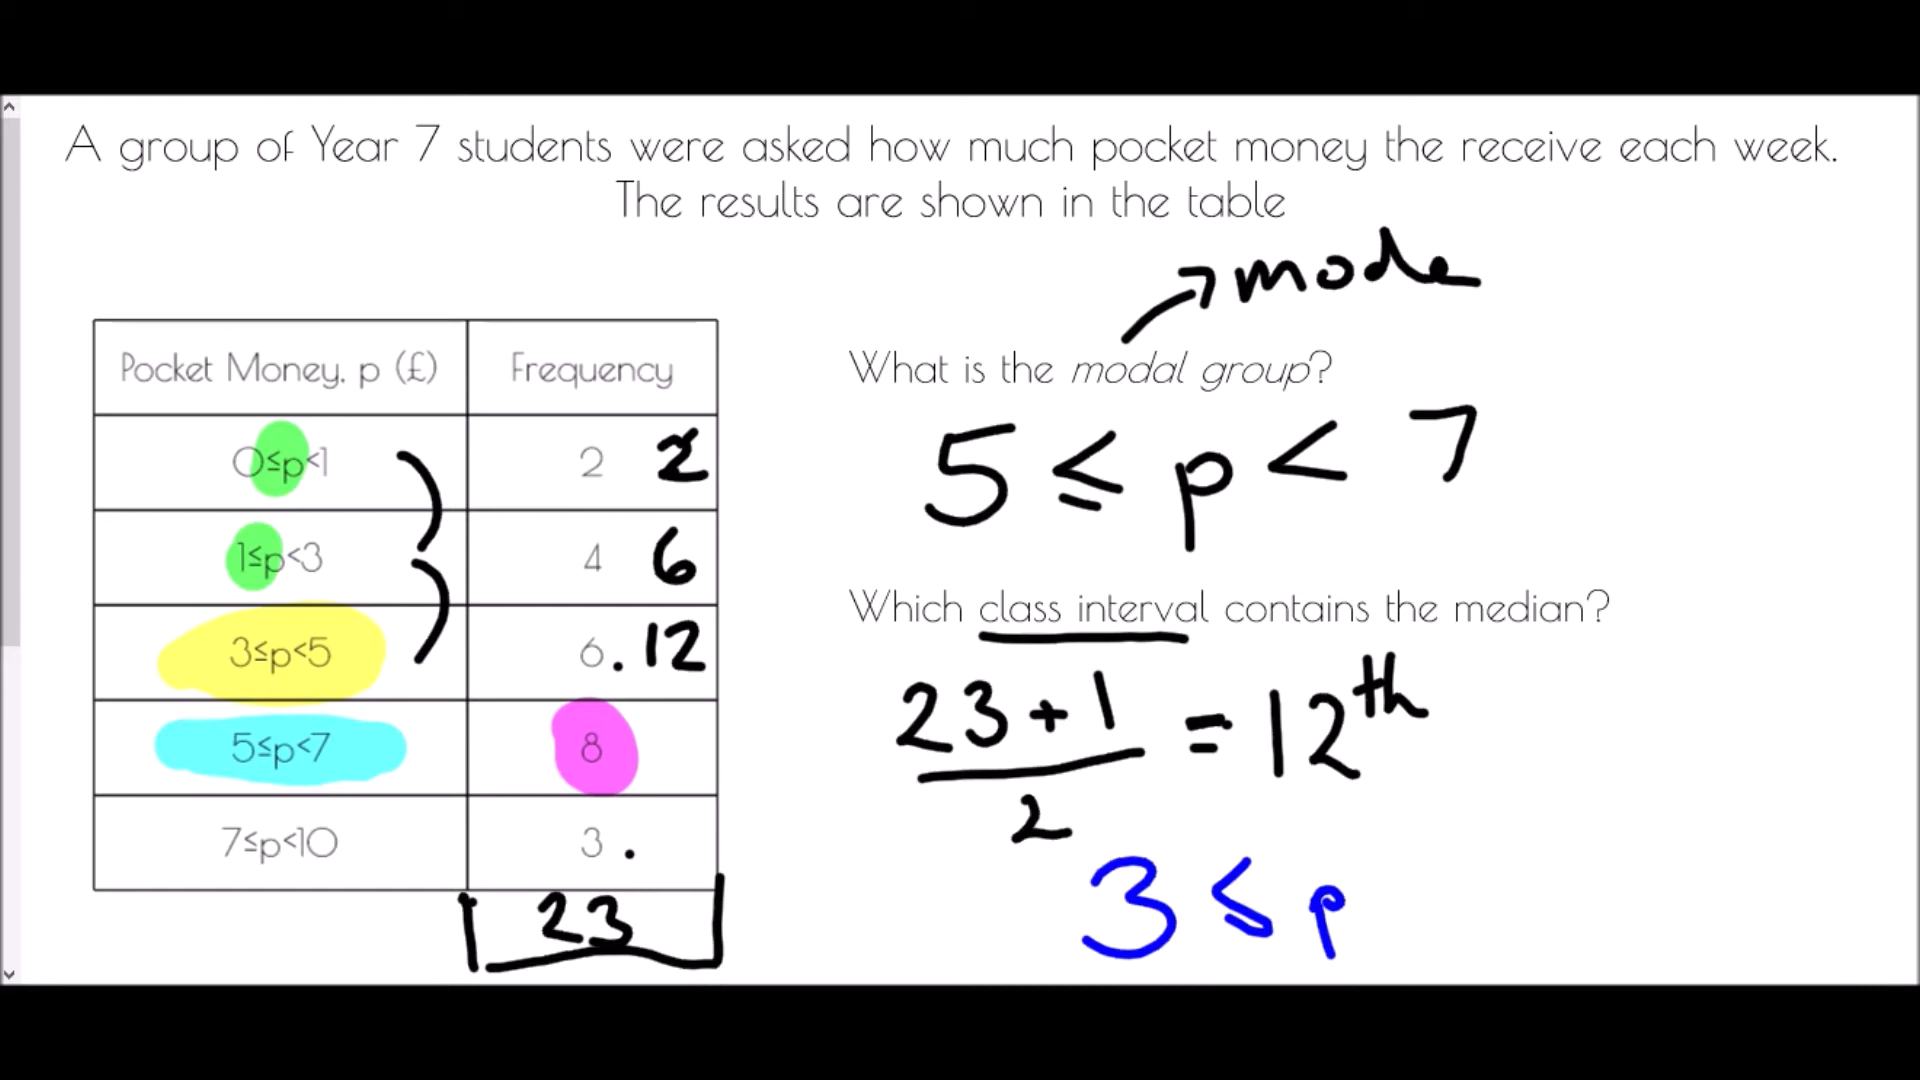 A group of Year 7 students were asked how much pocket money the receive each week.
The results are shown in the table
mode
What is the modal group?
5 ≤ p < 7
Which class interval contains the median?
23 + 1
2
= 12th
3 ≤ p
Pocket Money, p (£) Frequency
0≤p<1 2 2
1≤p<3 4 6
3≤p<5 6 . 12
5≤p<7 8
7≤p<10 3 .
23